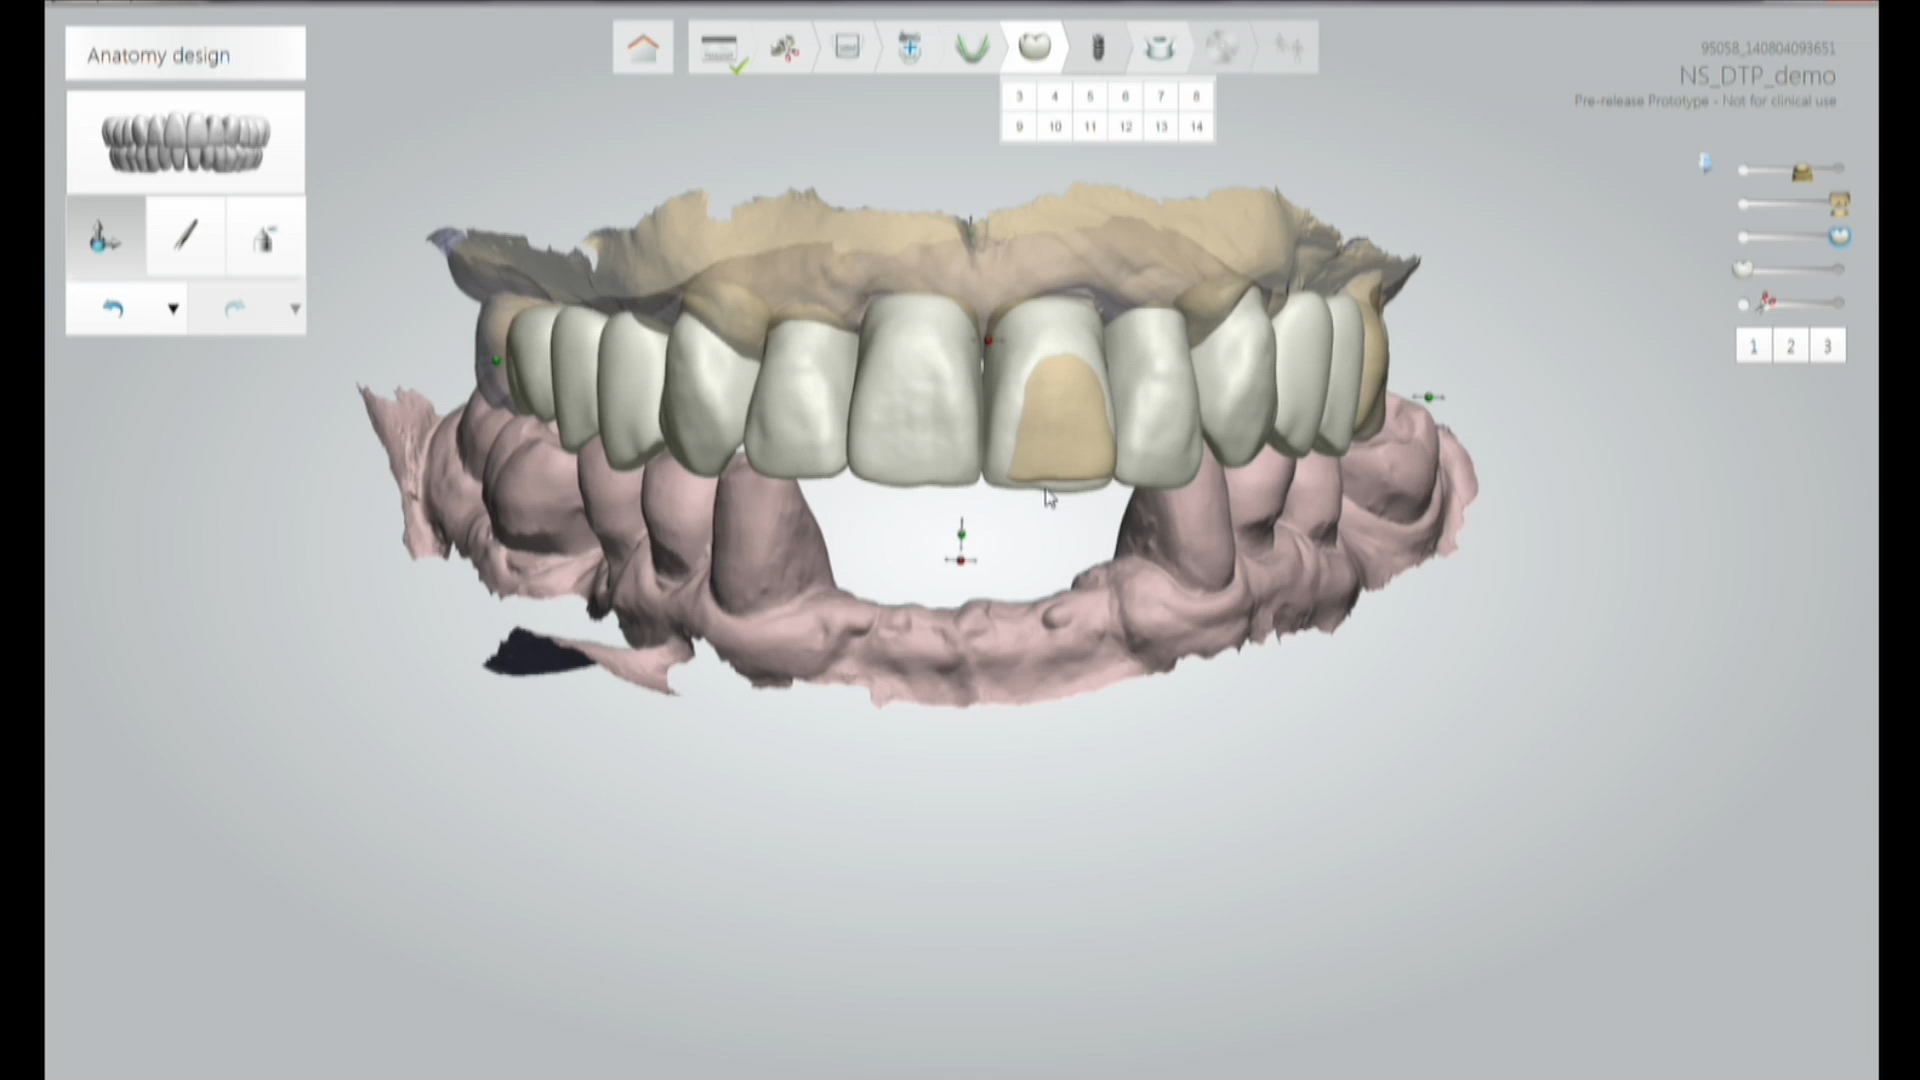 Anatomy design
3 4 5 6 7 8
9 10 11 12 13 14
95058_140804093651
NS_DTP_demo
Pre-release Prototype - Not for clinical use
1 2 3